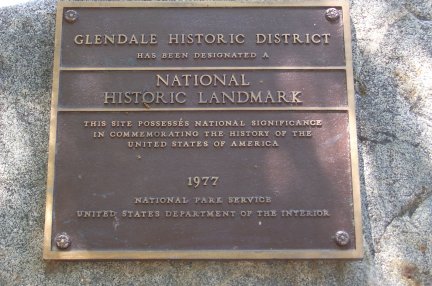 GLENDALE HISTORIC DISTRICT
HAS BEEN DESIGNATED A
NATIONAL
HISTORIC LANDMARK
THIS SITE POSSESSES NATIONAL SIGNIFICANCE
IN COMMEMORATING THE HISTORY OF THE
UNITED STATES OF AMERICA
1977
NATIONAL PARK SERVICE
UNITED STATES DEPARTMENT OF THE INTERIOR